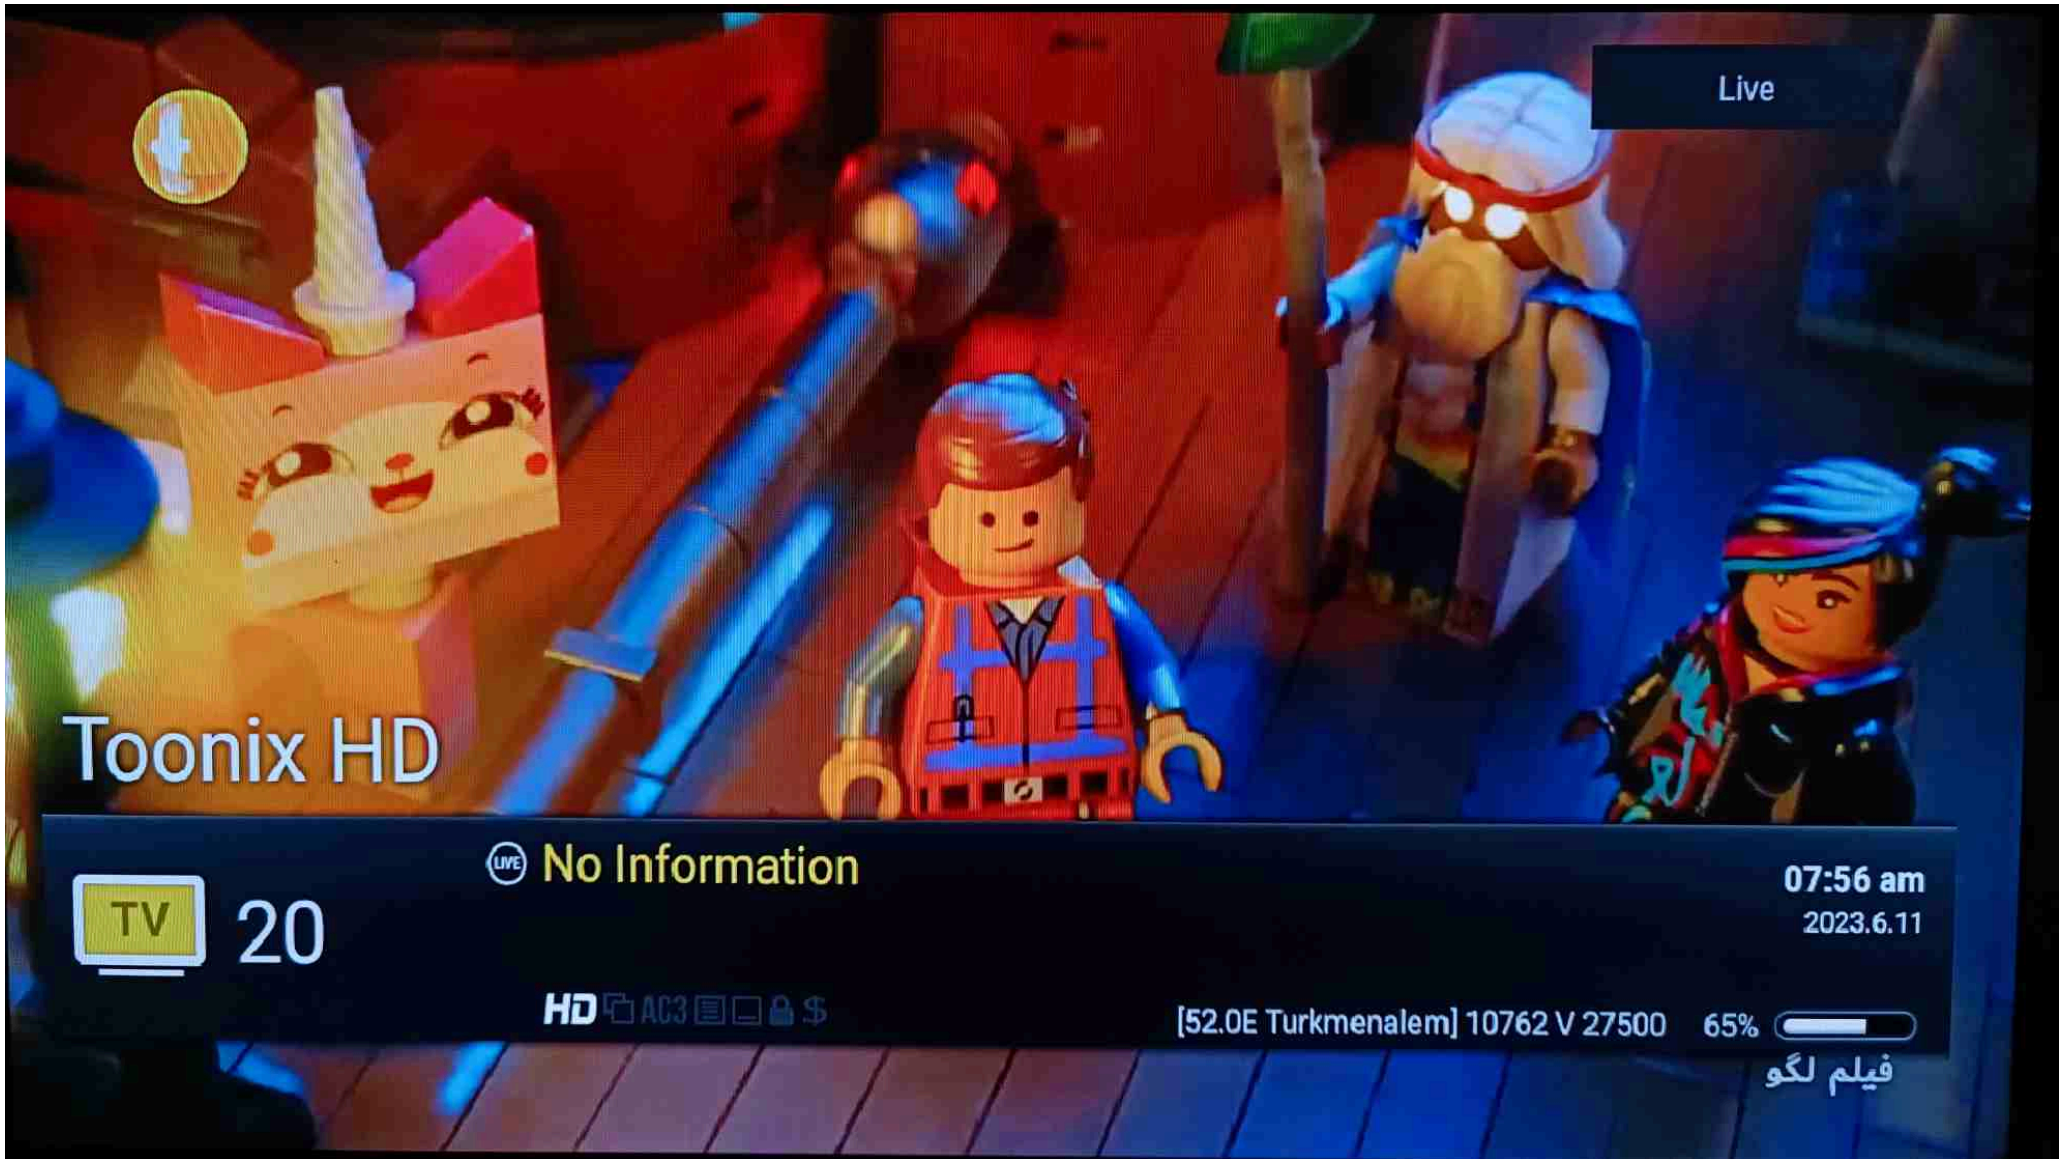 Live
Toonix HD
LIVE No Information
TV 20
07:56 am
2023.6.11
HD AC3 $
[52.0E Turkmenalem] 10762 V 27500 65%
فیلم لگو